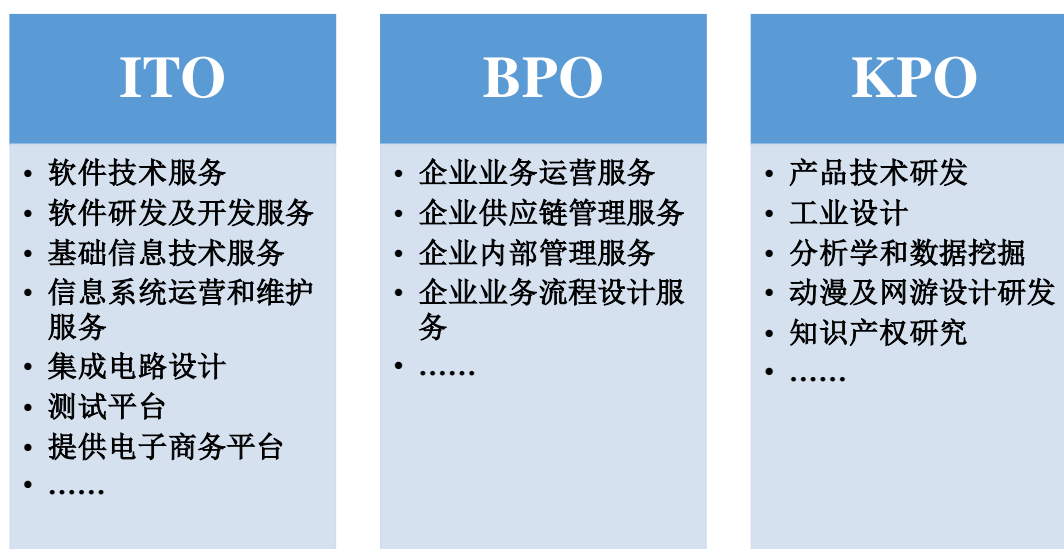 ITO
• 软件技术服务
• 软件研发及开发服务
• 基础信息技术服务
• 信息系统运营和维护
服务
• 集成电路设计
• 测试平台
• 提供电子商务平台
• ……
BPO
• 企业业务运营服务
• 企业供应链管理服务
• 企业内部管理服务
• 企业业务流程设计服
务
• ……
KPO
• 产品技术研发
• 工业设计
• 分析学和数据挖掘
• 动漫及网游设计研发
• 知识产权研究
• ……